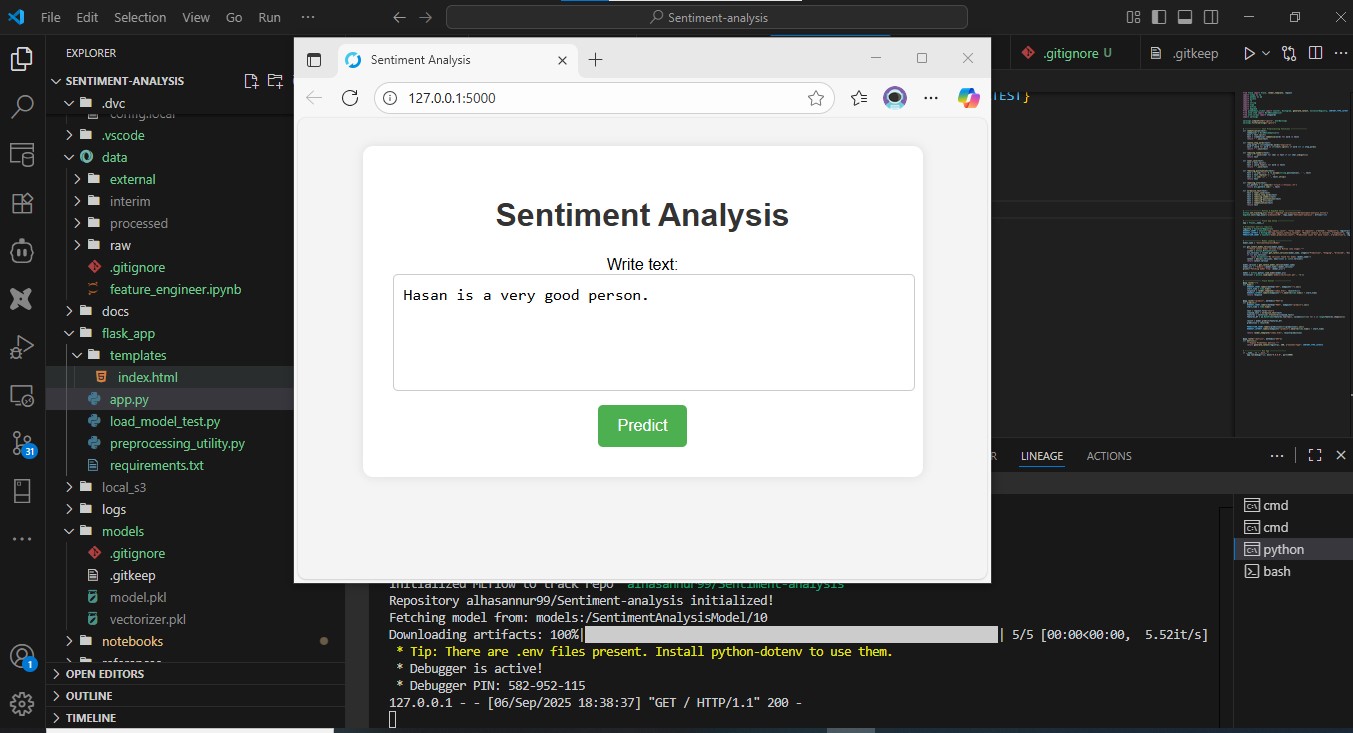 File Edit Selection View Go Run ··· Sentiment-analysis
EXPLORER
SENTIMENT-ANALYSIS
.dvc
config.local
.vscode
data
external
interim
processed
raw
.gitignore
feature_engineer.ipynb
docs
flask_app
templates
index.html
app.py
load_model_test.py
preprocessing_utility.py
requirements.txt
local_s3
logs
models
.gitignore
.gitkeep
model.pkl
vectorizer.pkl
notebooks
references
OPEN EDITORS
OUTLINE
TIMELINE
31
1
Sentiment Analysis
127.0.0.1:5000
Sentiment Analysis
Write text:
Hasan is a very good person.
Predict
.gitignore U .gitkeep
TEST}
R LINEAGE ACTIONS
cmd
cmd
python
bash
Initialized MLflow to track repo "alhasannur99/Sentiment-analysis"
Repository alhasannur99/Sentiment-analysis initialized!
Fetching model from: models:/SentimentAnalysisModel/10
Downloading artifacts: 100%| | 5/5 [00:00<00:00, 5.52it/s]
* Tip: There are .env files present. Install python-dotenv to use them.
* Debugger is active!
* Debugger PIN: 582-952-115
127.0.0.1 - - [06/Sep/2025 18:38:37] "GET / HTTP/1.1" 200 -